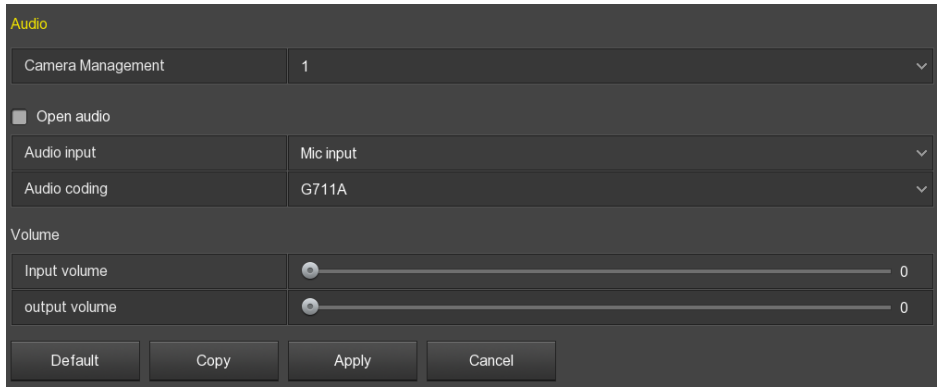 Audio
Camera Management 1
Open audio
Audio input Mic input
Audio coding G711A
Volume
Input volume 0
output volume 0
Default Copy Apply Cancel